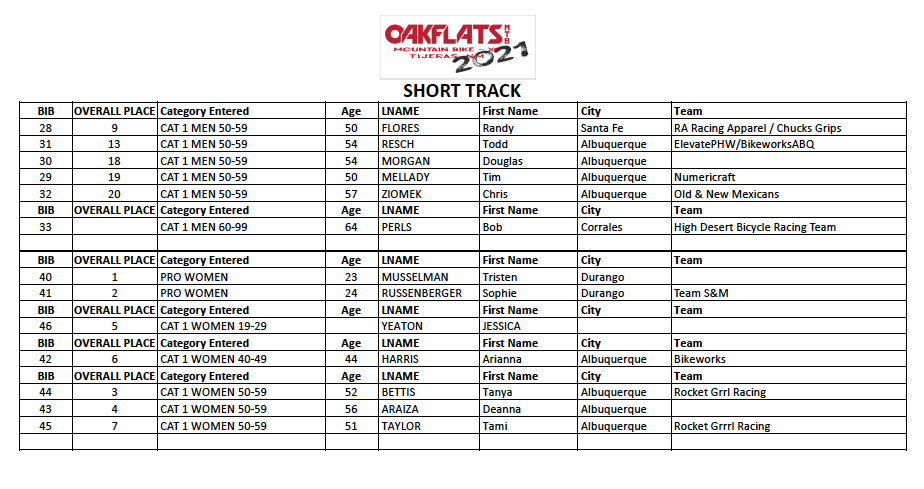 OAKFLATS MTB
MOUNTAIN BIKE - X
TIJERAS NM
2021
SHORT TRACK
BIB OVERALL PLACE Category Entered Age LNAME First Name City Team
28 9 CAT 1 MEN 50-59 50 FLORES Randy Santa Fe RA Racing Apparel / Chucks Grips
31 13 CAT 1 MEN 50-59 54 RESCH Todd Albuquerque ElevatePHW/BikeworksABQ
30 18 CAT 1 MEN 50-59 54 MORGAN Douglas Albuquerque
29 19 CAT 1 MEN 50-59 50 MELLADY Tim Albuquerque Numericraft
32 20 CAT 1 MEN 50-59 57 ZIOMEK Chris Albuquerque Old & New Mexicans
BIB OVERALL PLACE Category Entered Age LNAME First Name City Team
33 CAT 1 MEN 60-99 64 PERLS Bob Corrales High Desert Bicycle Racing Team
BIB OVERALL PLACE Category Entered Age LNAME First Name City Team
40 1 PRO WOMEN 23 MUSSELMAN Tristen Durango
41 2 PRO WOMEN 24 RUSSENBERGER Sophie Durango Team S&M
BIB OVERALL PLACE Category Entered Age LNAME First Name City Team
46 5 CAT 1 WOMEN 19-29 YEATON JESSICA
BIB OVERALL PLACE Category Entered Age LNAME First Name City Team
42 6 CAT 1 WOMEN 40-49 44 HARRIS Arianna Albuquerque Bikeworks
BIB OVERALL PLACE Category Entered Age LNAME First Name City Team
44 3 CAT 1 WOMEN 50-59 52 BETTIS Tanya Albuquerque Rocket Grrl Racing
43 4 CAT 1 WOMEN 50-59 56 ARAIZA Deanna Albuquerque
45 7 CAT 1 WOMEN 50-59 51 TAYLOR Tami Albuquerque Rocket Grrrl Racing